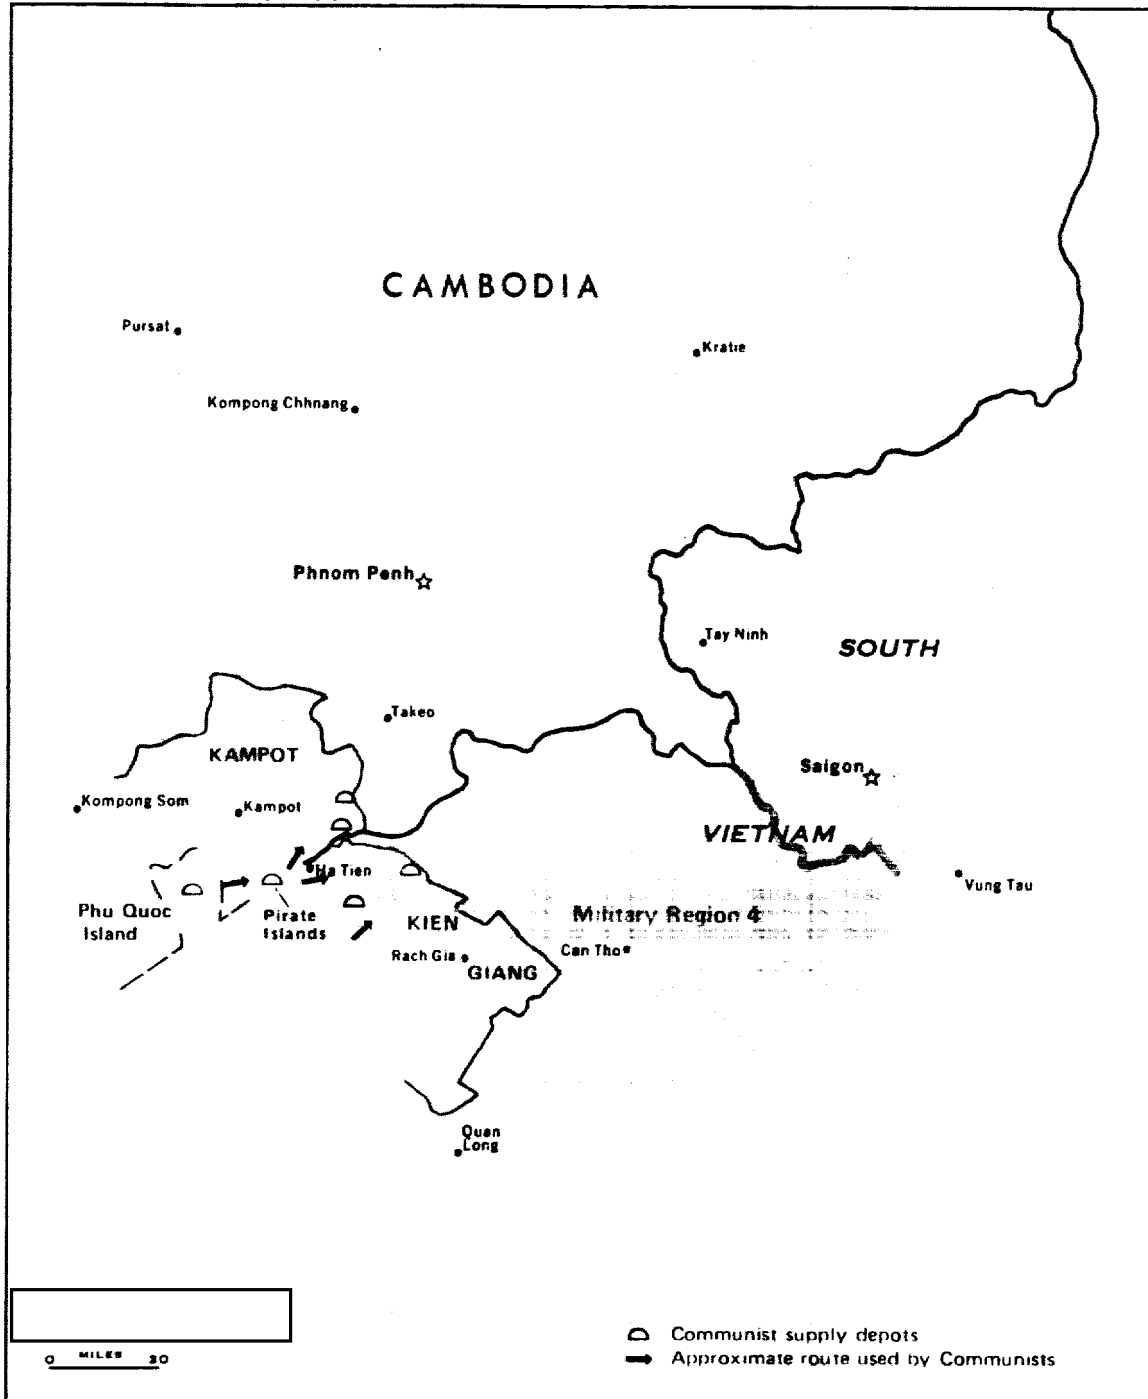 CAMBODIA
Pursat
Kratie
Kompong Chhnang
Phnom Penh
Tay Ninh
SOUTH
Takeo
KAMPOT
Saigon
Kompong Som
Kampot
VIETNAM
Ha Tien
Vung Tau
Phu Quoc
Island
Pirate
Islands
KIEN
Military Region 4
Rach Gia
Can Tho
GIANG
Quan
Long
0 MILES 30
Communist supply depots
Approximate route used by Communists